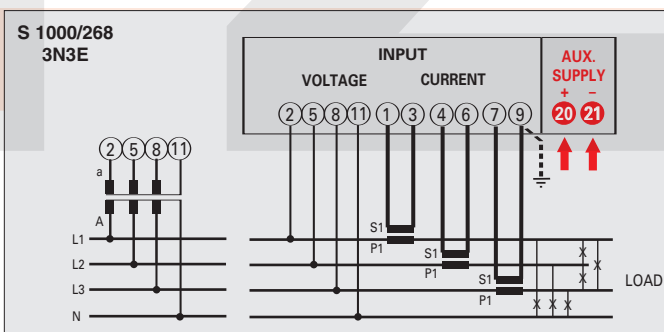 S 1000/268
3N3E
INPUT
VOLTAGE CURRENT
AUX.
SUPPLY
+ –
2 5 8 11 1 3 4 6 7 9 20 21
2 5 8 11
a
A
S1
P1
S1
P1
S1
P1
L1
L2
L3
N
LOAD